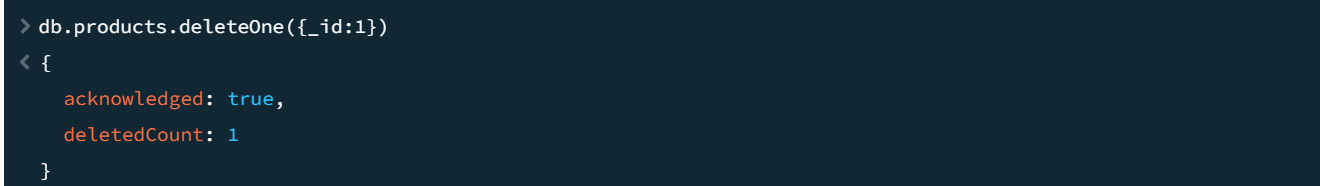 > db.products.deleteOne({_id:1})
< {
acknowledged: true,
deletedCount: 1
}